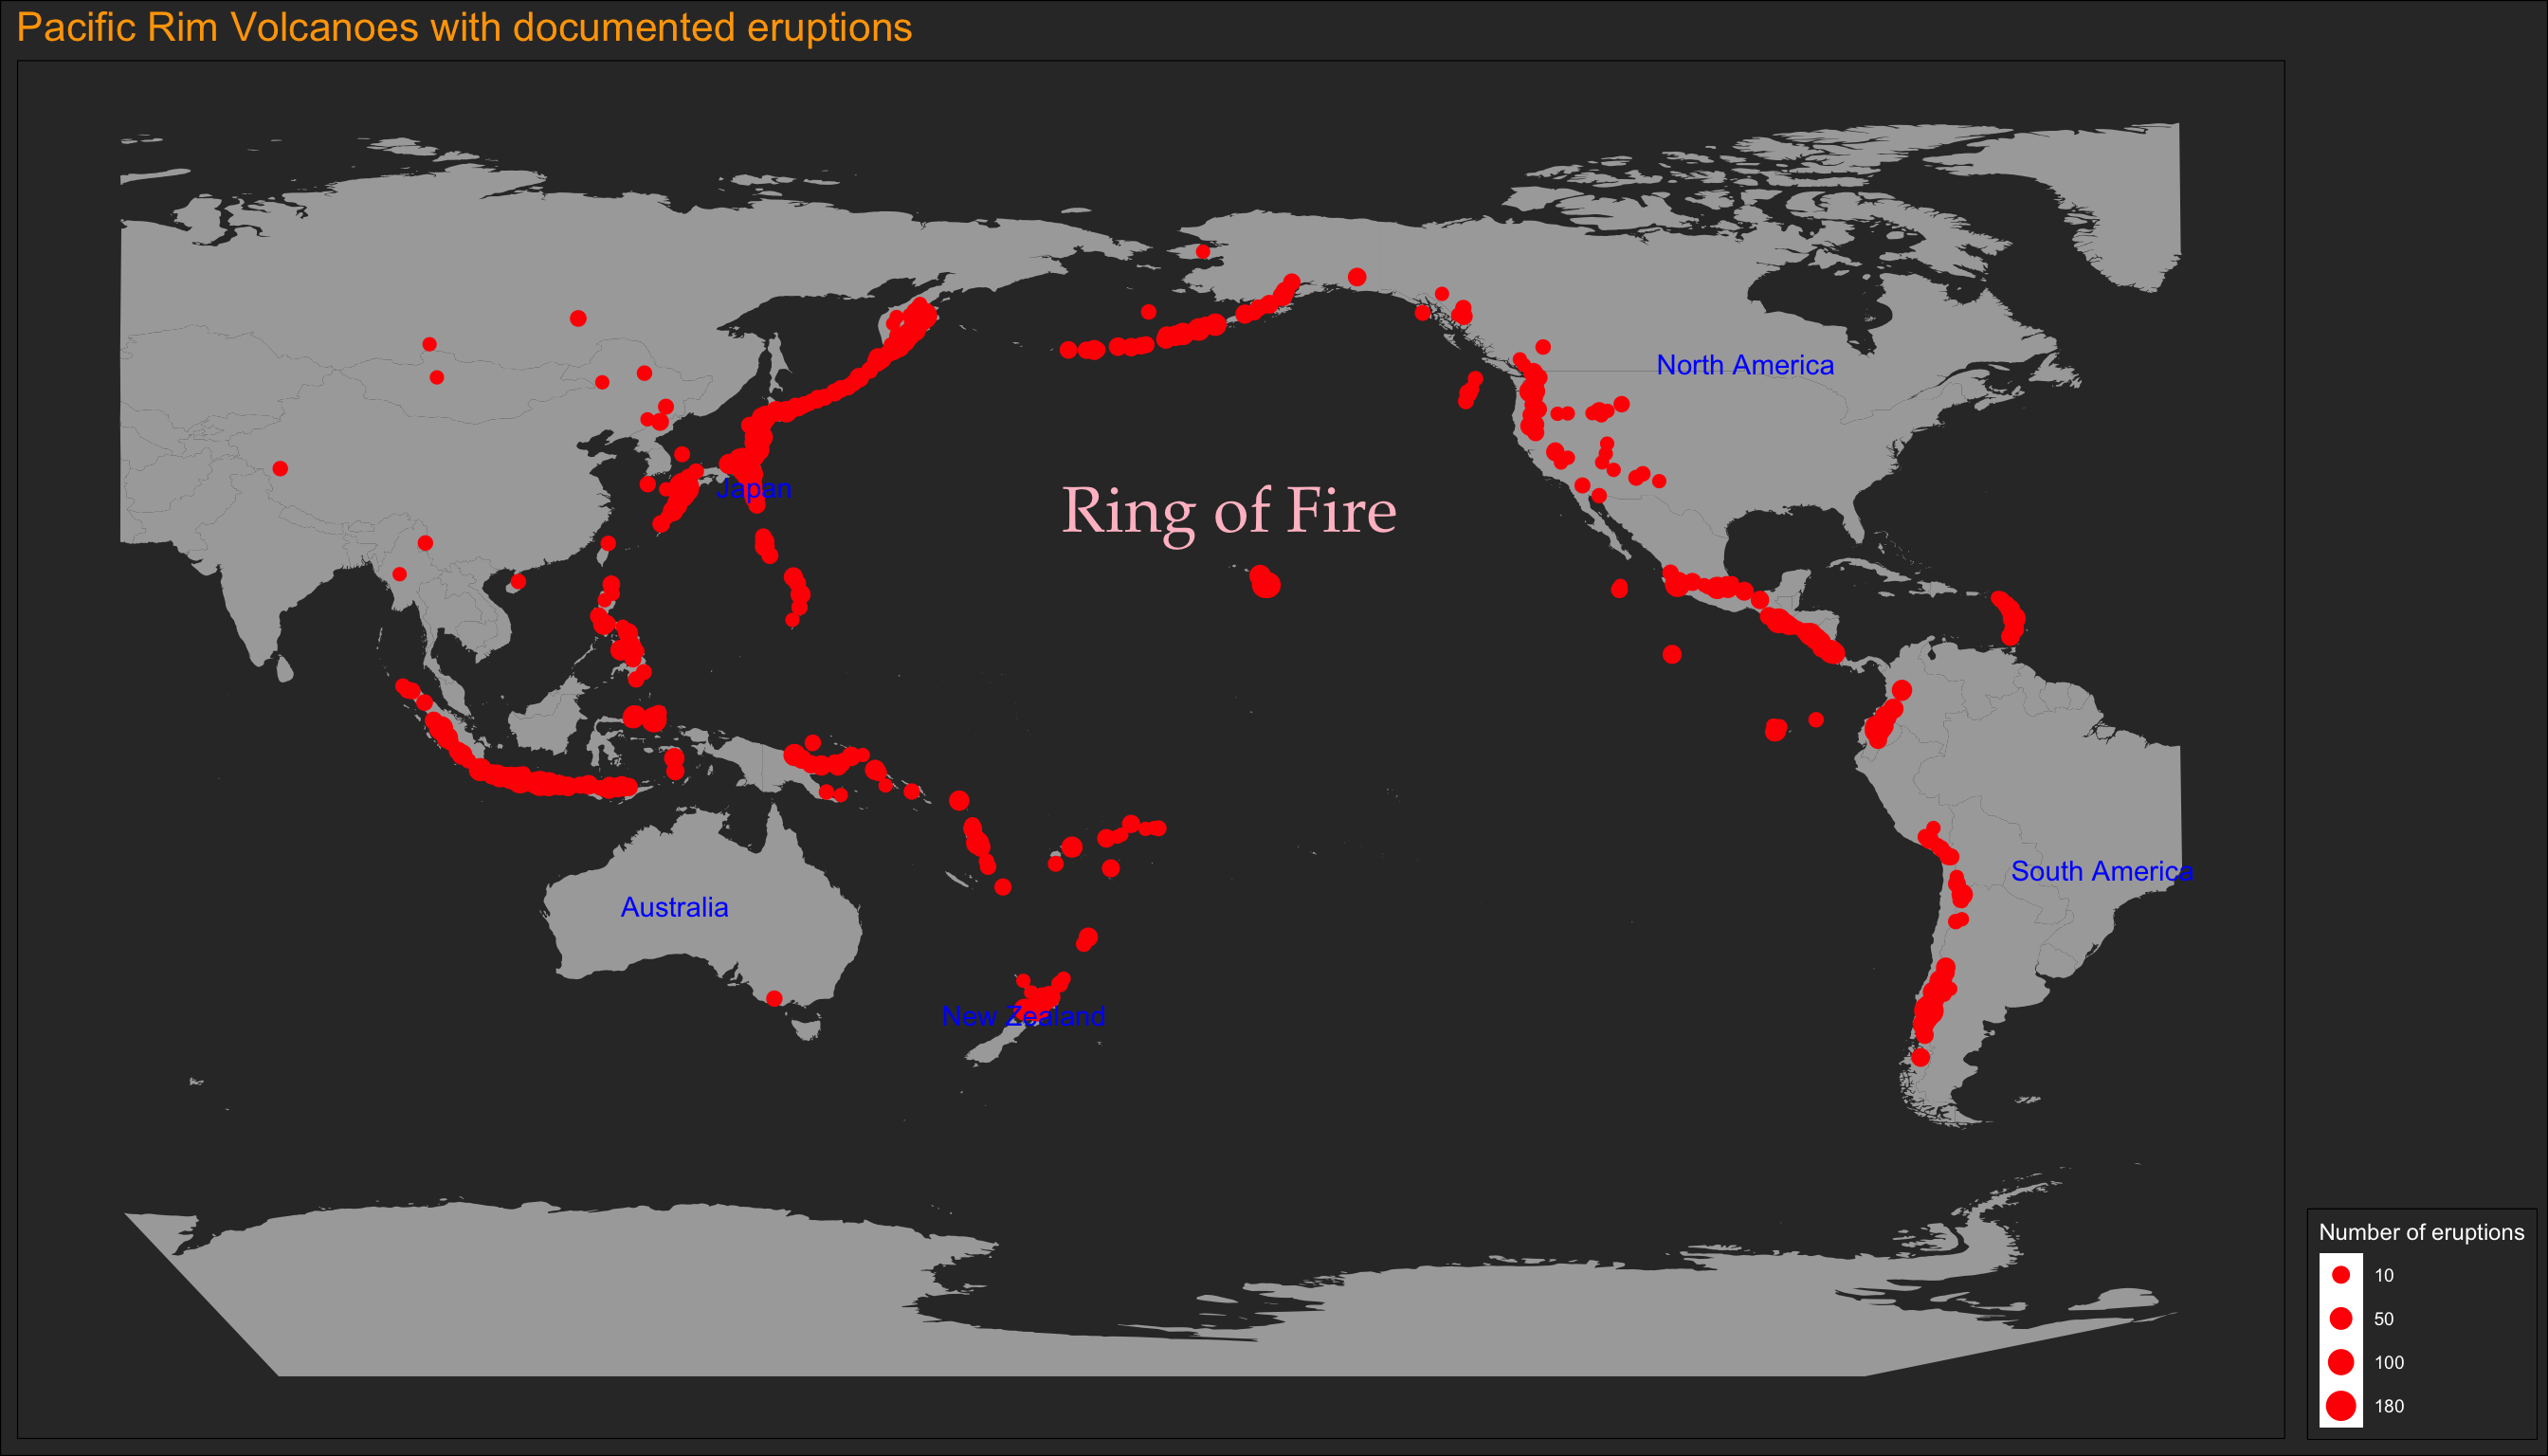 Pacific Rim Volcanoes with documented eruptions
North America
Japan
Ring of Fire
South America
Australia
New Zealand
Number of eruptions
10
50
100
180